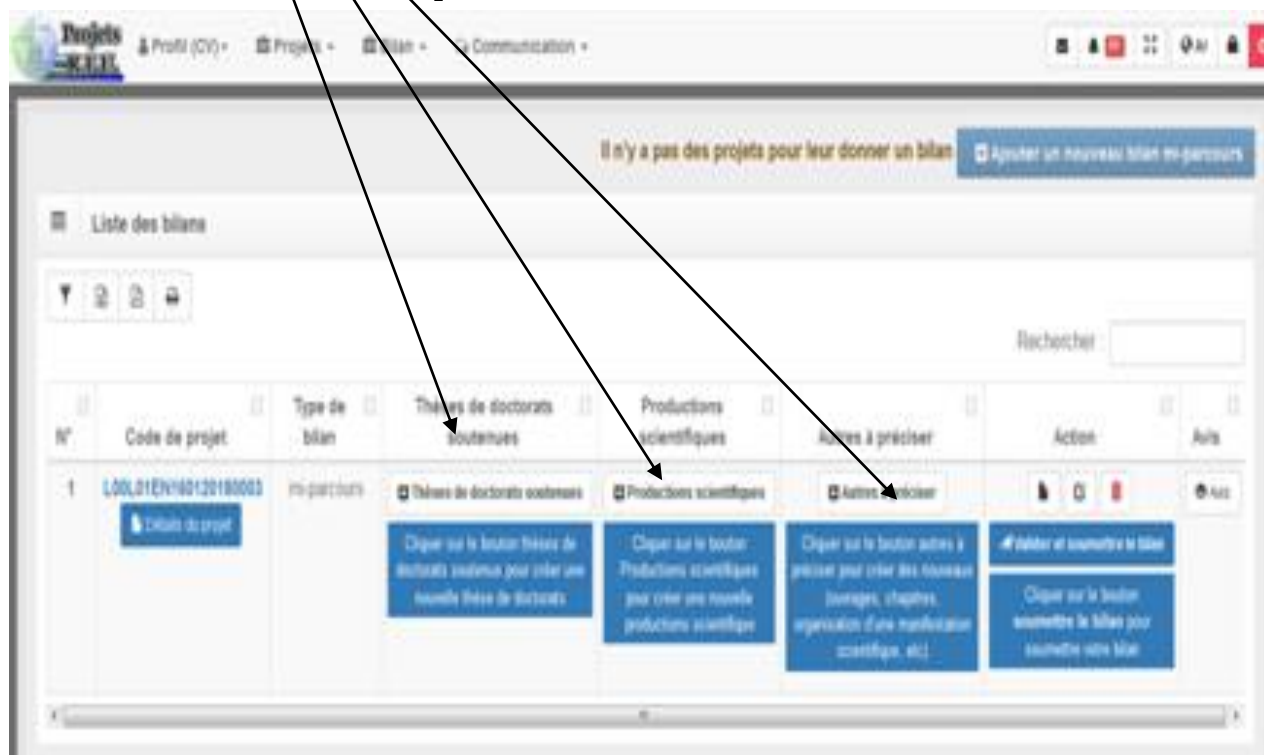 Projets
Profil (CV)
Projets
Bilan
Communication
Il n'y a pas des projets pour leur donner un bilan
Ajouter un nouveau bilan mi-parcours
Liste des bilans
Rechercher
N°
Code de projet
Type de bilan
Thèses de doctorats soutenues
Productions scientifiques
Autres à préciser
Action
Avis
1
L00L01EN160120180003
mi-parcours
Thèses de doctorats soutenues
Productions scientifiques
Autres à préciser
Avis
Détails du projet
Cliquer sur le bouton thèses de
doctorats soutenus pour créer une
nouvelle thèse de doctorats
Cliquer sur le bouton
Productions scientifiques
pour créer une nouvelle
productions scientifique
Cliquer sur le bouton autres à
préciser pour créer des nouveaux
(ouvrages, chapitres,
organisation d'une manifestation
scientifique, etc)
Valider et soumettre le bilan
Cliquer sur le bouton
soumettre le bilan pour
soumettre votre bilan